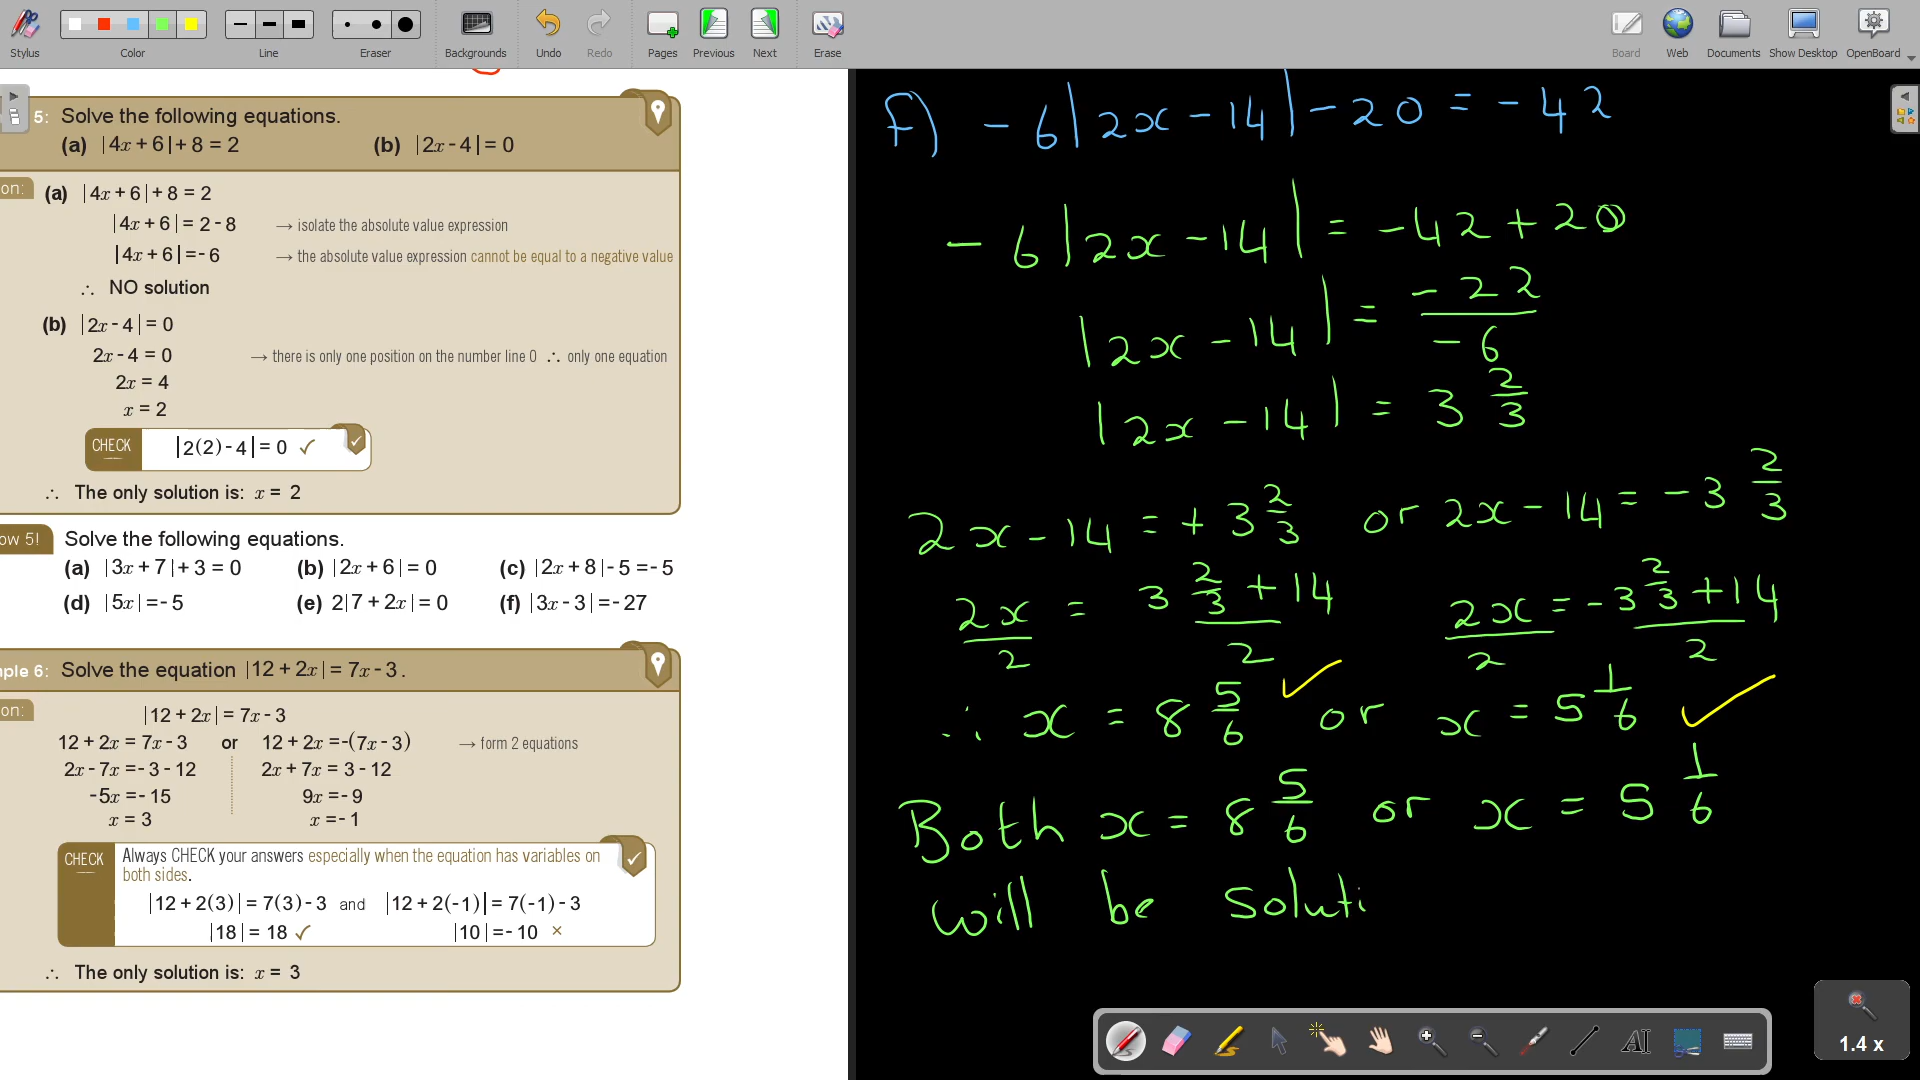 Stylus
Color
Line
Eraser
Backgrounds
Undo
Redo
Pages
Previous
Next
Erase
Board
Web
Documents
Show Desktop
OpenBoard
5: Solve the following equations.
(a) |4x + 6| + 8 = 2 (b) |2x - 4| = 0
on: (a) |4x + 6| + 8 = 2
|4x + 6| = 2 - 8 → isolate the absolute value expression
|4x + 6| = - 6 → the absolute value expression cannot be equal to a negative value
∴ NO solution
(b) |2x - 4| = 0
2x - 4 = 0 → there is only one position on the number line 0 ∴ only one equation
2x = 4
x = 2
CHECK |2(2) - 4| = 0 ✓
∴ The only solution is: x = 2
ow 5! Solve the following equations.
(a) |3x + 7| + 3 = 0 (b) |2x + 6| = 0 (c) |2x + 8| - 5 = - 5
(d) |5x| = - 5 (e) 2|7 + 2x| = 0 (f) |3x - 3| = - 27
nple 6: Solve the equation |12 + 2x| = 7x - 3.
on:
|12 + 2x| = 7x - 3
12 + 2x = 7x - 3 or 12 + 2x = -(7x - 3) → form 2 equations
2x - 7x = - 3 - 12 2x + 7x = 3 - 12
-5x = - 15 9x = - 9
x = 3 x = - 1
CHECK Always CHECK your answers especially when the equation has variables on
both sides.
|12 + 2(3)| = 7(3) - 3 and |12 + 2(-1)| = 7(-1) - 3
|18| = 18 ✓ |10| = - 10 ×
∴ The only solution is: x = 3
f) - 6|2x - 14| - 20 = - 42
- 6|2x - 14| = - 42 + 20
|2x - 14| = - 22 / - 6
|2x - 14| = 3 2/3
2x - 14 = + 3 2/3 or 2x - 14 = - 3 2/3
2x / 2 = 3 2/3 + 14 / 2 2x / 2 = - 3 2/3 + 14 / 2
∴ x = 8 5/6 ✓ or x = 5 1/6 ✓
Both x = 8 5/6 or x = 5 1/6
will be soluti
AI
1.4 x